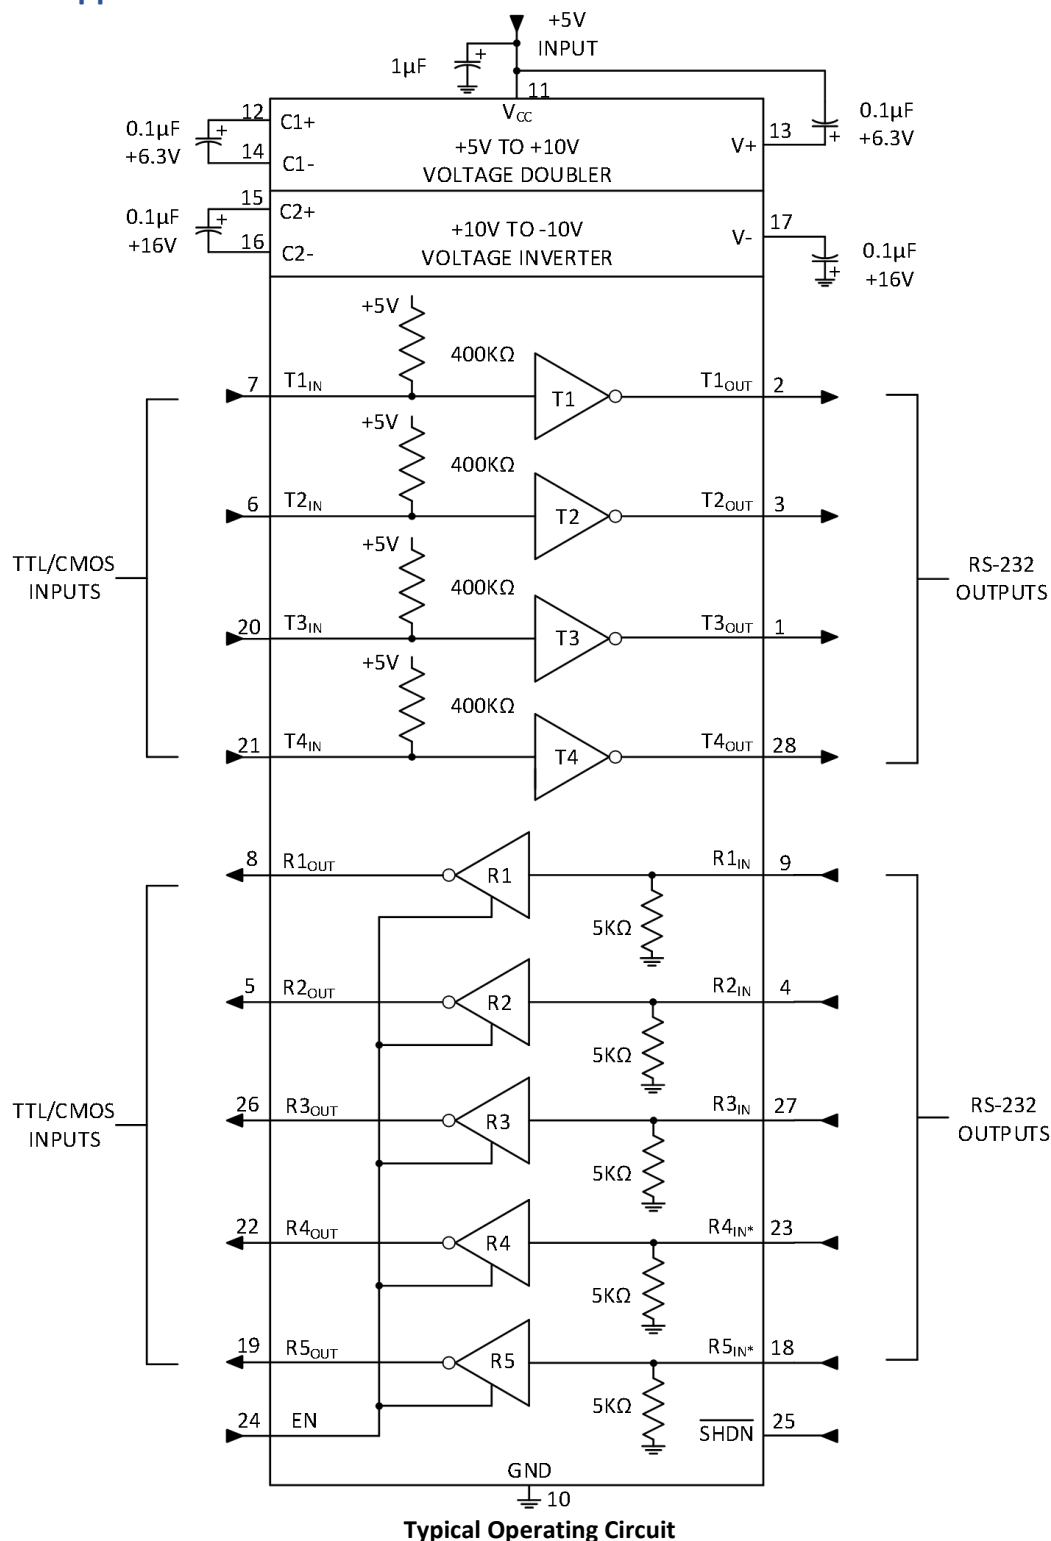 +5V
INPUT
1µF
11
12
C1+
V_CC
0.1µF
+6.3V
0.1µF
+6.3V
13
V+
+5V TO +10V
VOLTAGE DOUBLER
14
C1-
15
C2+
0.1µF
+16V
+10V TO -10V
VOLTAGE INVERTER
17
V-
16
C2-
0.1µF
+16V
+5V
400KΩ
7
T1IN
T1
T1OUT
2
+5V
400KΩ
6
T2IN
T2
T2OUT
3
+5V
TTL/CMOS
INPUTS
RS-232
OUTPUTS
400KΩ
20
T3IN
T3
T3OUT
1
+5V
400KΩ
21
T4IN
T4
T4OUT
28
8
R1OUT
R1
R1IN
9
5KΩ
5
R2OUT
R2
R2IN
4
5KΩ
TTL/CMOS
INPUTS
RS-232
OUTPUTS
26
R3OUT
R3
R3IN
27
5KΩ
22
R4OUT
R4
R4IN*
23
5KΩ
19
R5OUT
R5
R5IN*
18
5KΩ
24
EN
SHDN
25
GND
10
Typical Operating Circuit